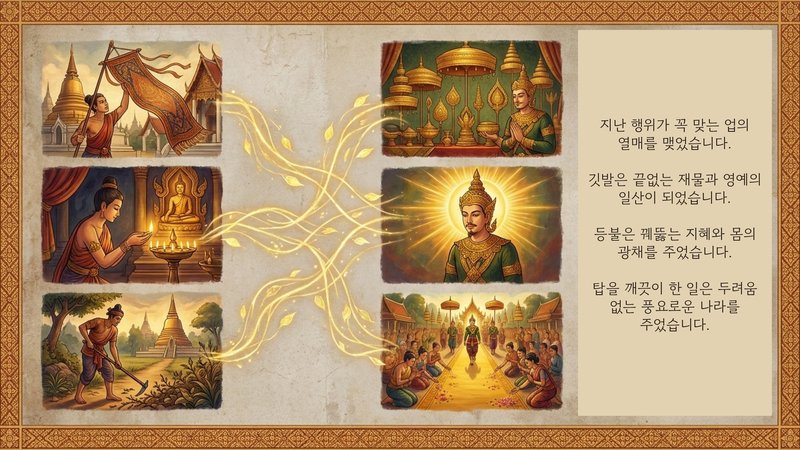 지난 행위가 꼭 맞는 업의
열매를 맺었습니다.
깃발은 끝없는 재물과 영예의
일산이 되었습니다.
등불은 꿰뚫는 지혜와 몸의
광채를 주었습니다.
탑을 깨끗이 한 일은 두려움
없는 풍요로운 나라를
주었습니다.